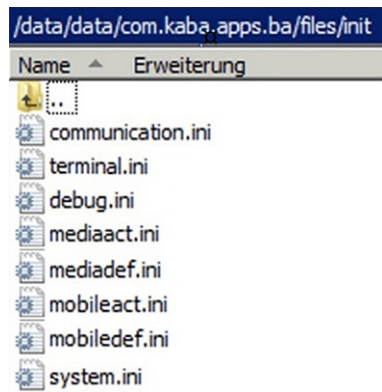 /data/data/com.kaba.apps.ba/files/init
Name Erweiterung
..
communication.ini
terminal.ini
debug.ini
mediaact.ini
mediadef.ini
mobileact.ini
mobiledef.ini
system.ini